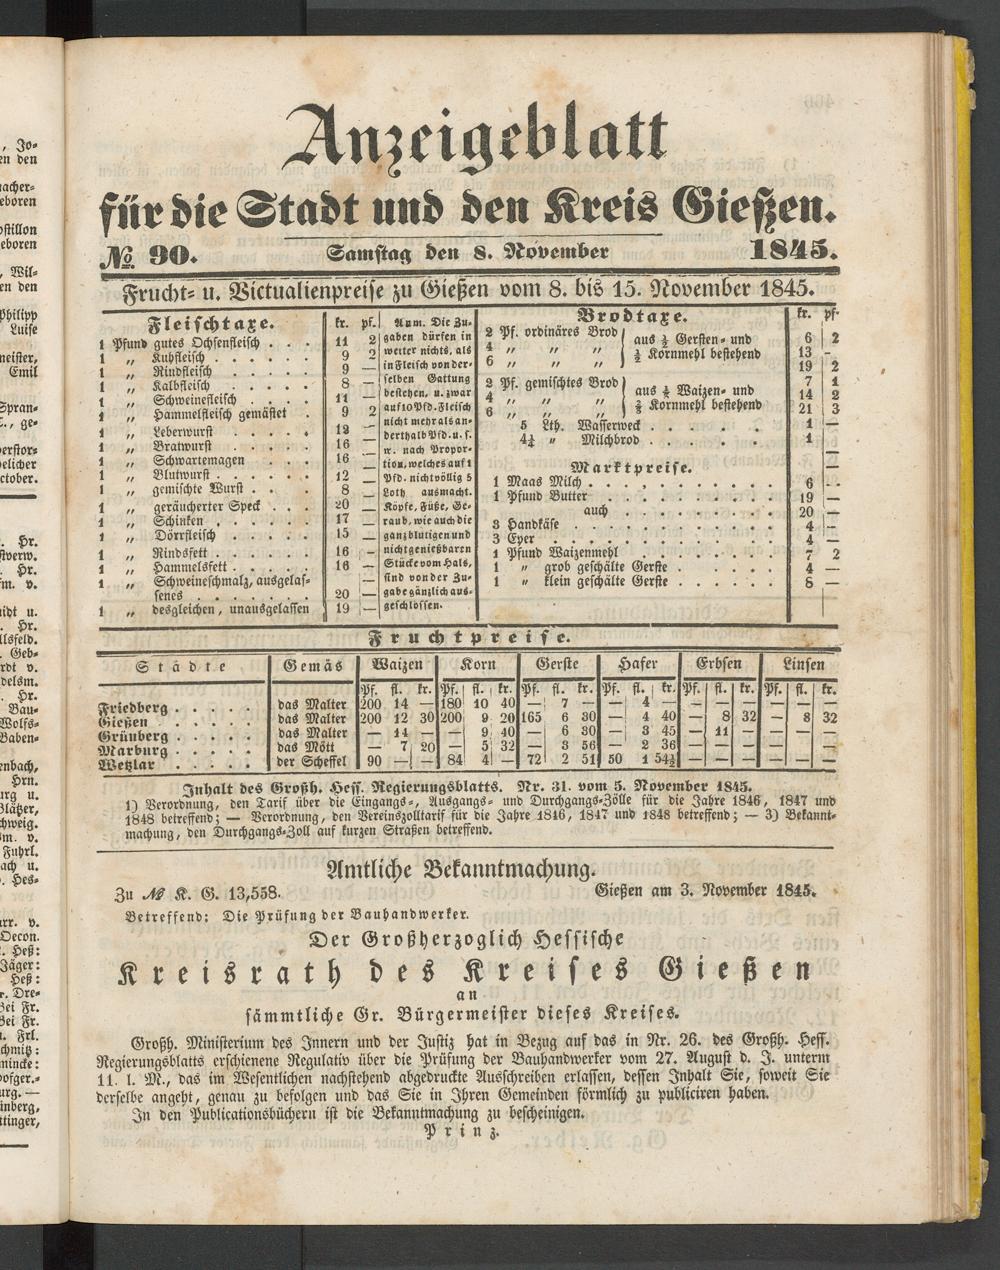 Anzeigeblatt
für die Stadt und den Kreis Gießen.
№ 90. Samstag den 8. November 1845.
Frucht- u. Victualienpreise zu Gießen vom 8. bis 15. November 1845.
Fleischtaxe. kr. pf.
1 Pfund gutes Ochsenfleisch . . . 11 2
1 „ Kuhfleisch . . . . . 9 2
1 „ Rindfleisch . . . . 9 —
1 „ Kalbfleisch . . . . 8 —
1 „ Schweinefleisch . . . . 11 —
1 „ Hammelfleisch gemästet . 9 2
1 „ Leberwurst . . . . . 12 —
1 „ Bratwurst . . . . . 16 —
1 „ Schwartemagen . . . . 16 —
1 „ Blutwurst . . . . . 12 —
1 „ gemischte Wurst . . . 8 —
1 „ geräucherter Speck . . . 20 —
1 „ Schinken . . . . . 17 —
1 „ Dörrfleisch . . . . . 15 —
1 „ Rindsfett . . . . . 16 —
1 „ Hammelsfett . . . . . 16 —
1 „ Schweineschmalz, ausgelas-
senes . . . . . . 20 —
1 „ desgleichen, unausgelassen 19 —
Anm. Die Zu-
gaben dürfen in
weiter nichts, als
in Fleisch von der-
selben Gattung
bestehen, u. zwar
auf 10 Pfd. Fleisch
nicht mehr als an-
derthalb Pfd. u. s.
w. nach Propor-
tion, welches auf 1
Pfd. nicht völlig 5
Loth ausmacht.
Köpfe, Füße, Ge-
raub, wie auch die
ganz blutigen und
nicht genießbaren
Stücke vom Hals,
sind von der Zu-
gabe gänzlich aus-
geschlossen.
Brodtaxe. kr. pf.
2 Pf. ordinäres Brod aus ½ Gersten- und 6 2
4 „ „ „ ½ Kornmehl bestehend 13 -
6 „ „ „ 19 2
2 Pf. gemischtes Brod 7 1
4 „ „ „ aus Waizen- und 14 2
6 „ „ „ Kornmehl bestehend 21 3
5 Lth. Wasserweck . . . . 1 —
4¼ „ Milchbrod . . . . . 1
Marktpreise.
1 Maas Milch . . . . . . . . 6
1 Pfund Butter . . . . . . . 19 —
auch . . . . . . . 20 —
3 Handkäse . . . . . . . . 4 —
3 Eyer . . . . . . . . 4 —
1 Pfund Waizenmehl . . . . . . 7 2
1 „ grob geschälte Gerste . . . . 4 —
1 „ klein geschälte Gerste . . . . 8 —
Fruchtpreise.
Städte Gemäs Waizen Korn Gerste Hafer Erbsen Linsen
Pf. fl. kr. Pf. fl. kr. Pf. fl. kr. Pf. fl. kr. Pf. fl. kr. Pf. fl. kr.
Friedberg . . . . . das Malter 200 14 — 180 10 40 — 7 — — 4 — — — — — — —
Gießen . . . . . das Malter 200 12 30 200 9 20 165 6 30 — 4 40 — 8 32 — 8 32
Grünberg . . . . . das Malter — 14 — — 9 40 — 6 30 — 3 45 — 11 — — — —
Marburg . . . . . das Mött — 7 20 — 5 32 — 3 56 — 2 36 — — — — — —
Wetzlar . . . . . der Scheffel 90 — — 84 4 — 72 2 51 50 1 54½ — — — — — —
Inhalt des Großh. Hess. Regierungsblatts. Nr. 31. vom 5. November 1845.
1) Verordnung, den Tarif über die Eingangs-, Ausgangs- und Durchgangs-Zölle für die Jahre 1846, 1847 und
1848 betreffend; — Verordnung, den Vereinszolltarif für die Jahre 1846, 1847 und 1848 betreffend; — 3) Bekannt-
machung, den Durchgangs-Zoll auf kurzen Straßen betreffend.
Amtliche Bekanntmachung.
Zu № K. G. 13,558. Gießen am 3. November 1845.
Betreffend: Die Prüfung der Bauhandwerker.
Der Großherzoglich Hessische
Kreisrath des Kreises Gießen
an
sämmtliche Gr. Bürgermeister dieses Kreises.
Großh. Ministerium des Innern und der Justiz hat in Bezug auf das in Nr. 26. des Großh. Hess.
Regierungsblatts erschienene Regulativ über die Prüfung der Bauhandwerker vom 27. August d. J. unterm
11. l. M., das im Wesentlichen nachstehend abgedruckte Ausschreiben erlassen, dessen Inhalt Sie, soweit Sie
derselbe angeht, genau zu befolgen und das Sie in Ihren Gemeinden förmlich zu publiciren haben.
In den Publicationsbüchern ist die Bekanntmachung zu bescheinigen.
Prinz.